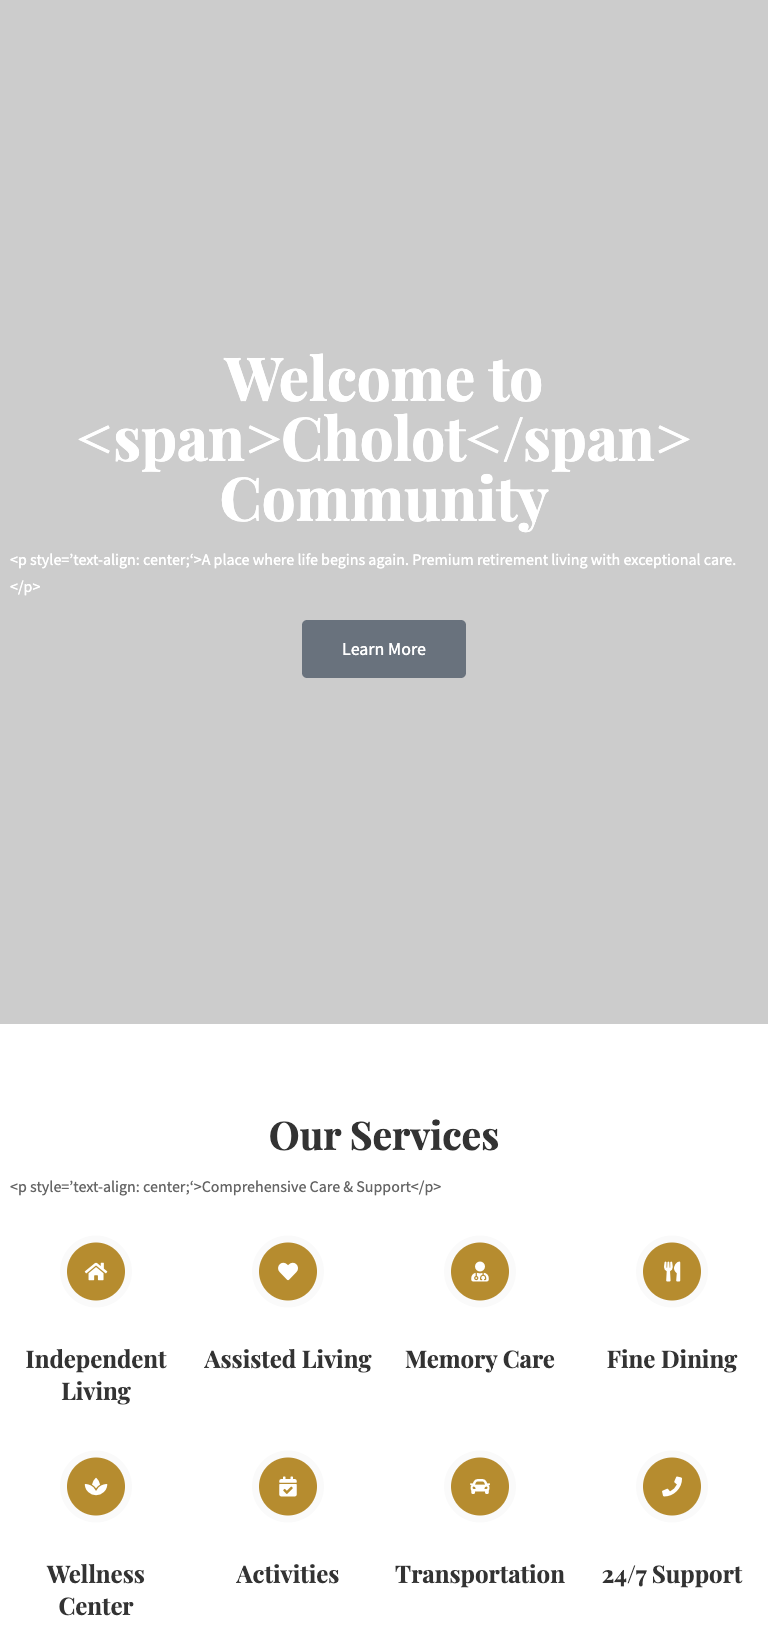 Welcome to
<span>Cholot</span>
Community
<p style=’text-align: center;‘>A place where life begins again. Premium retirement living with exceptional care.
</p>
Learn More
Our Services
<p style=’text-align: center;‘>Comprehensive Care & Support</p>
Independent
Living
Assisted Living
Memory Care
Fine Dining
Wellness
Center
Activities
Transportation
24/7 Support